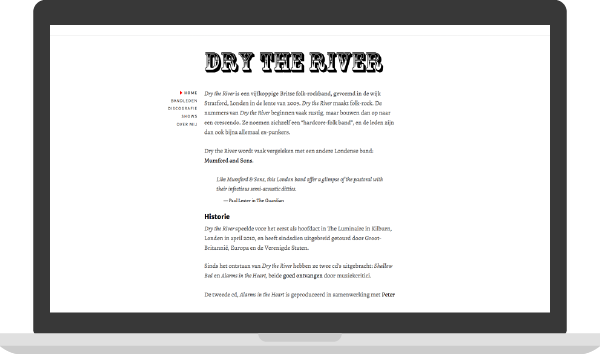 DRY THE RIVER
HOME
BANDLEDEN
DISCOGRAFIE
SHOWS
OVER MIJ
Dry the River is een vijfkoppige Britse folk-rockband, gevormd in de wijk
Stratford, Londen in de lente van 2009. Dry the River maakt folk-rock. De
nummers van Dry the River beginnen vaak rustig, maar bouwen dan op naar
een crescendo. Ze noemen zichzelf een "hardcore-folk band", en de leden zijn
dan ook bijna allemaal ex-punkers.
Dry the River wordt vaak vergeleken met een andere Londense band:
Mumford and Sons.
Like Mumford & Sons, this London band offer a glimpse of the pastoral with
their infectious semi-acoustic ditties.
— Paul Lester in The Guardian
Historie
Dry the River speelde voor het eerst als hoofdact in The Luminaire in Kilburn,
Londen in april 2010, en heeft sindsdien uitgebreid getourd door Groot-
Britannië, Europa en de Verenigde Staten.
Sinds het ontstaan van Dry the River hebben ze twee cd's uitgebracht: Shallow
Bed en Alarms in the Heart, beide goed ontvangen door muziekcritici.
De tweede cd, Alarms in the Heart is geproduceerd in samenwerking met Peter